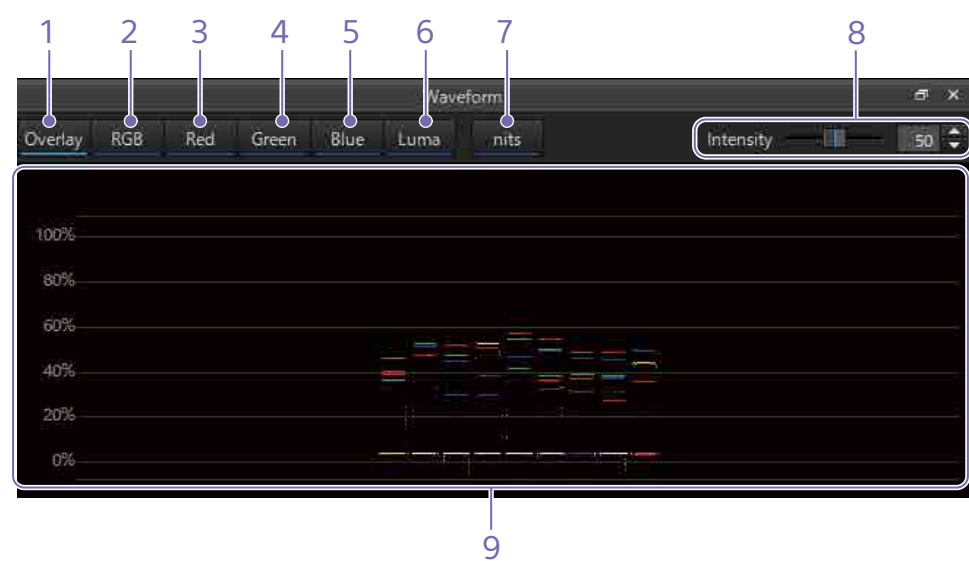 1 2 3 4 5 6 7 8
Waveform
Overlay RGB Red Green Blue Luma nits Intensity 50
100%
80%
60%
40%
20%
0%
9